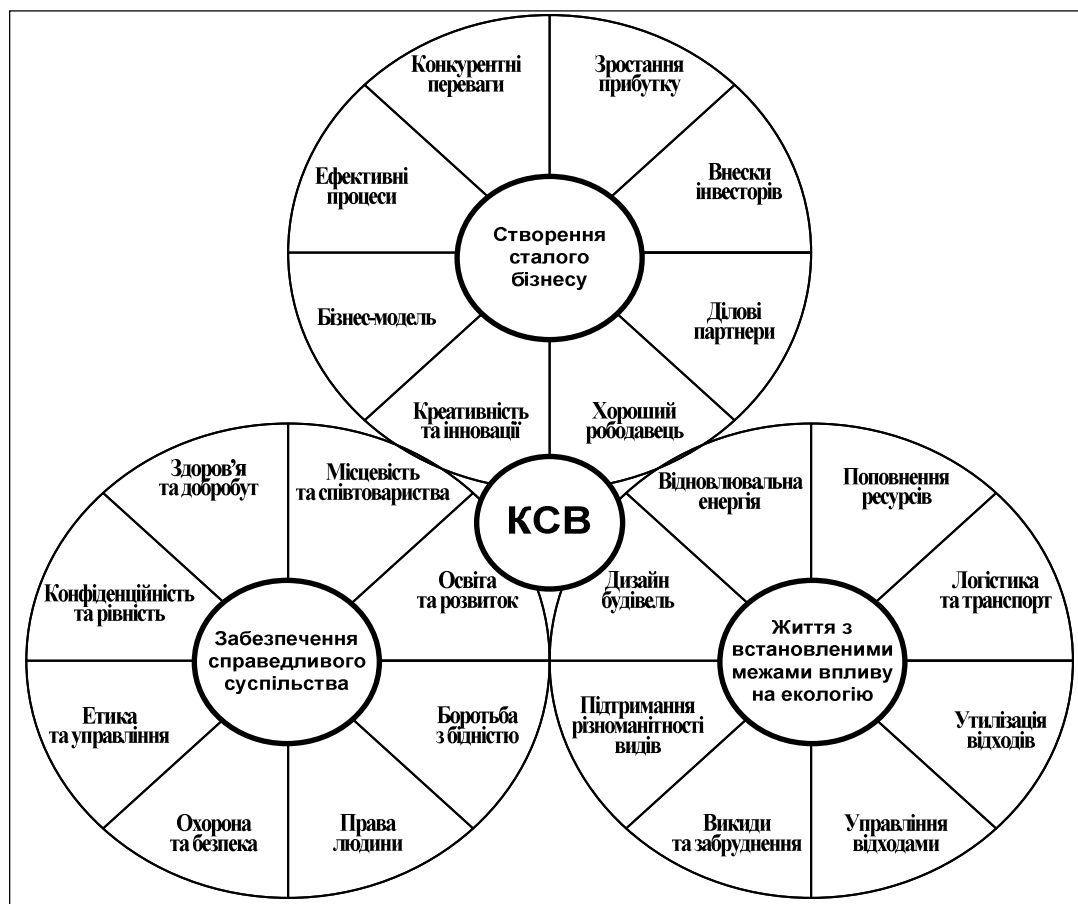 Конкурентні
переваги
Зростання
прибутку
Ефективні
процеси
Внески
інвесторів
Створення
сталого
бізнесу
Бізнес-модель
Ділові
партнери
Креативність
та інновації
Хороший
рободавець
КСВ
Здоров'я
та добробут
Місцевість
та співтовариства
Конфіденційність
та рівність
Освіта
та розвиток
Забезпечення
справедливого
суспільства
Етика
та управління
Боротьба
з бідністю
Охорона
та безпека
Права
людини
Відновлювальна
енергія
Поповнення
ресурсів
Дизайн
будівель
Логістика
та транспорт
Життя з
встановленими
межами впливу
на екологію
Підтримання
різноманітності
видів
Утилізація
відходів
Викиди
та забруднення
Управління
відходами